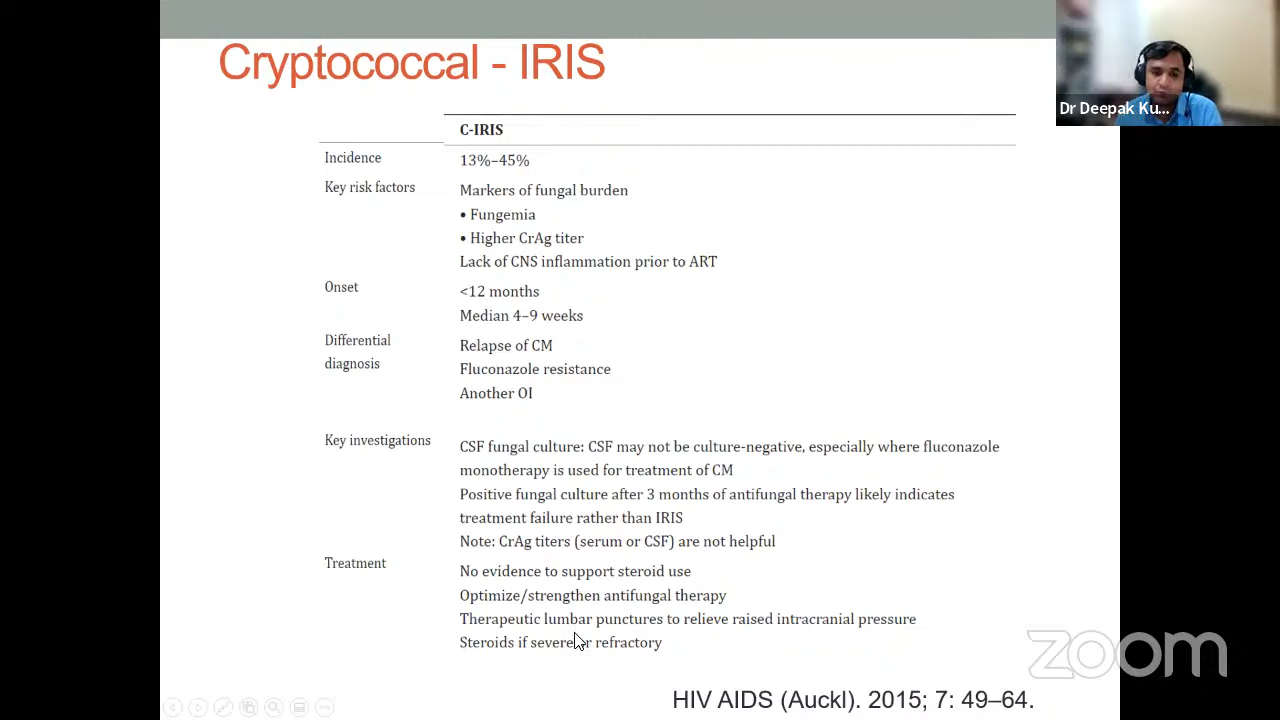 Cryptococcal - IRIS
Dr Deepak Ku...
C-IRIS
Incidence
13%–45%
Key risk factors
Markers of fungal burden
• Fungemia
• Higher CrAg titer
Lack of CNS inflammation prior to ART
Onset
<12 months
Median 4–9 weeks
Differential
diagnosis
Relapse of CM
Fluconazole resistance
Another OI
Key investigations
CSF fungal culture: CSF may not be culture-negative, especially where fluconazole
monotherapy is used for treatment of CM
Positive fungal culture after 3 months of antifungal therapy likely indicates
treatment failure rather than IRIS
Note: CrAg titers (serum or CSF) are not helpful
Treatment
No evidence to support steroid use
Optimize/strengthen antifungal therapy
Therapeutic lumbar punctures to relieve raised intracranial pressure
Steroids if severe or refractory
zoom
HIV AIDS (Auckl). 2015; 7: 49–64.